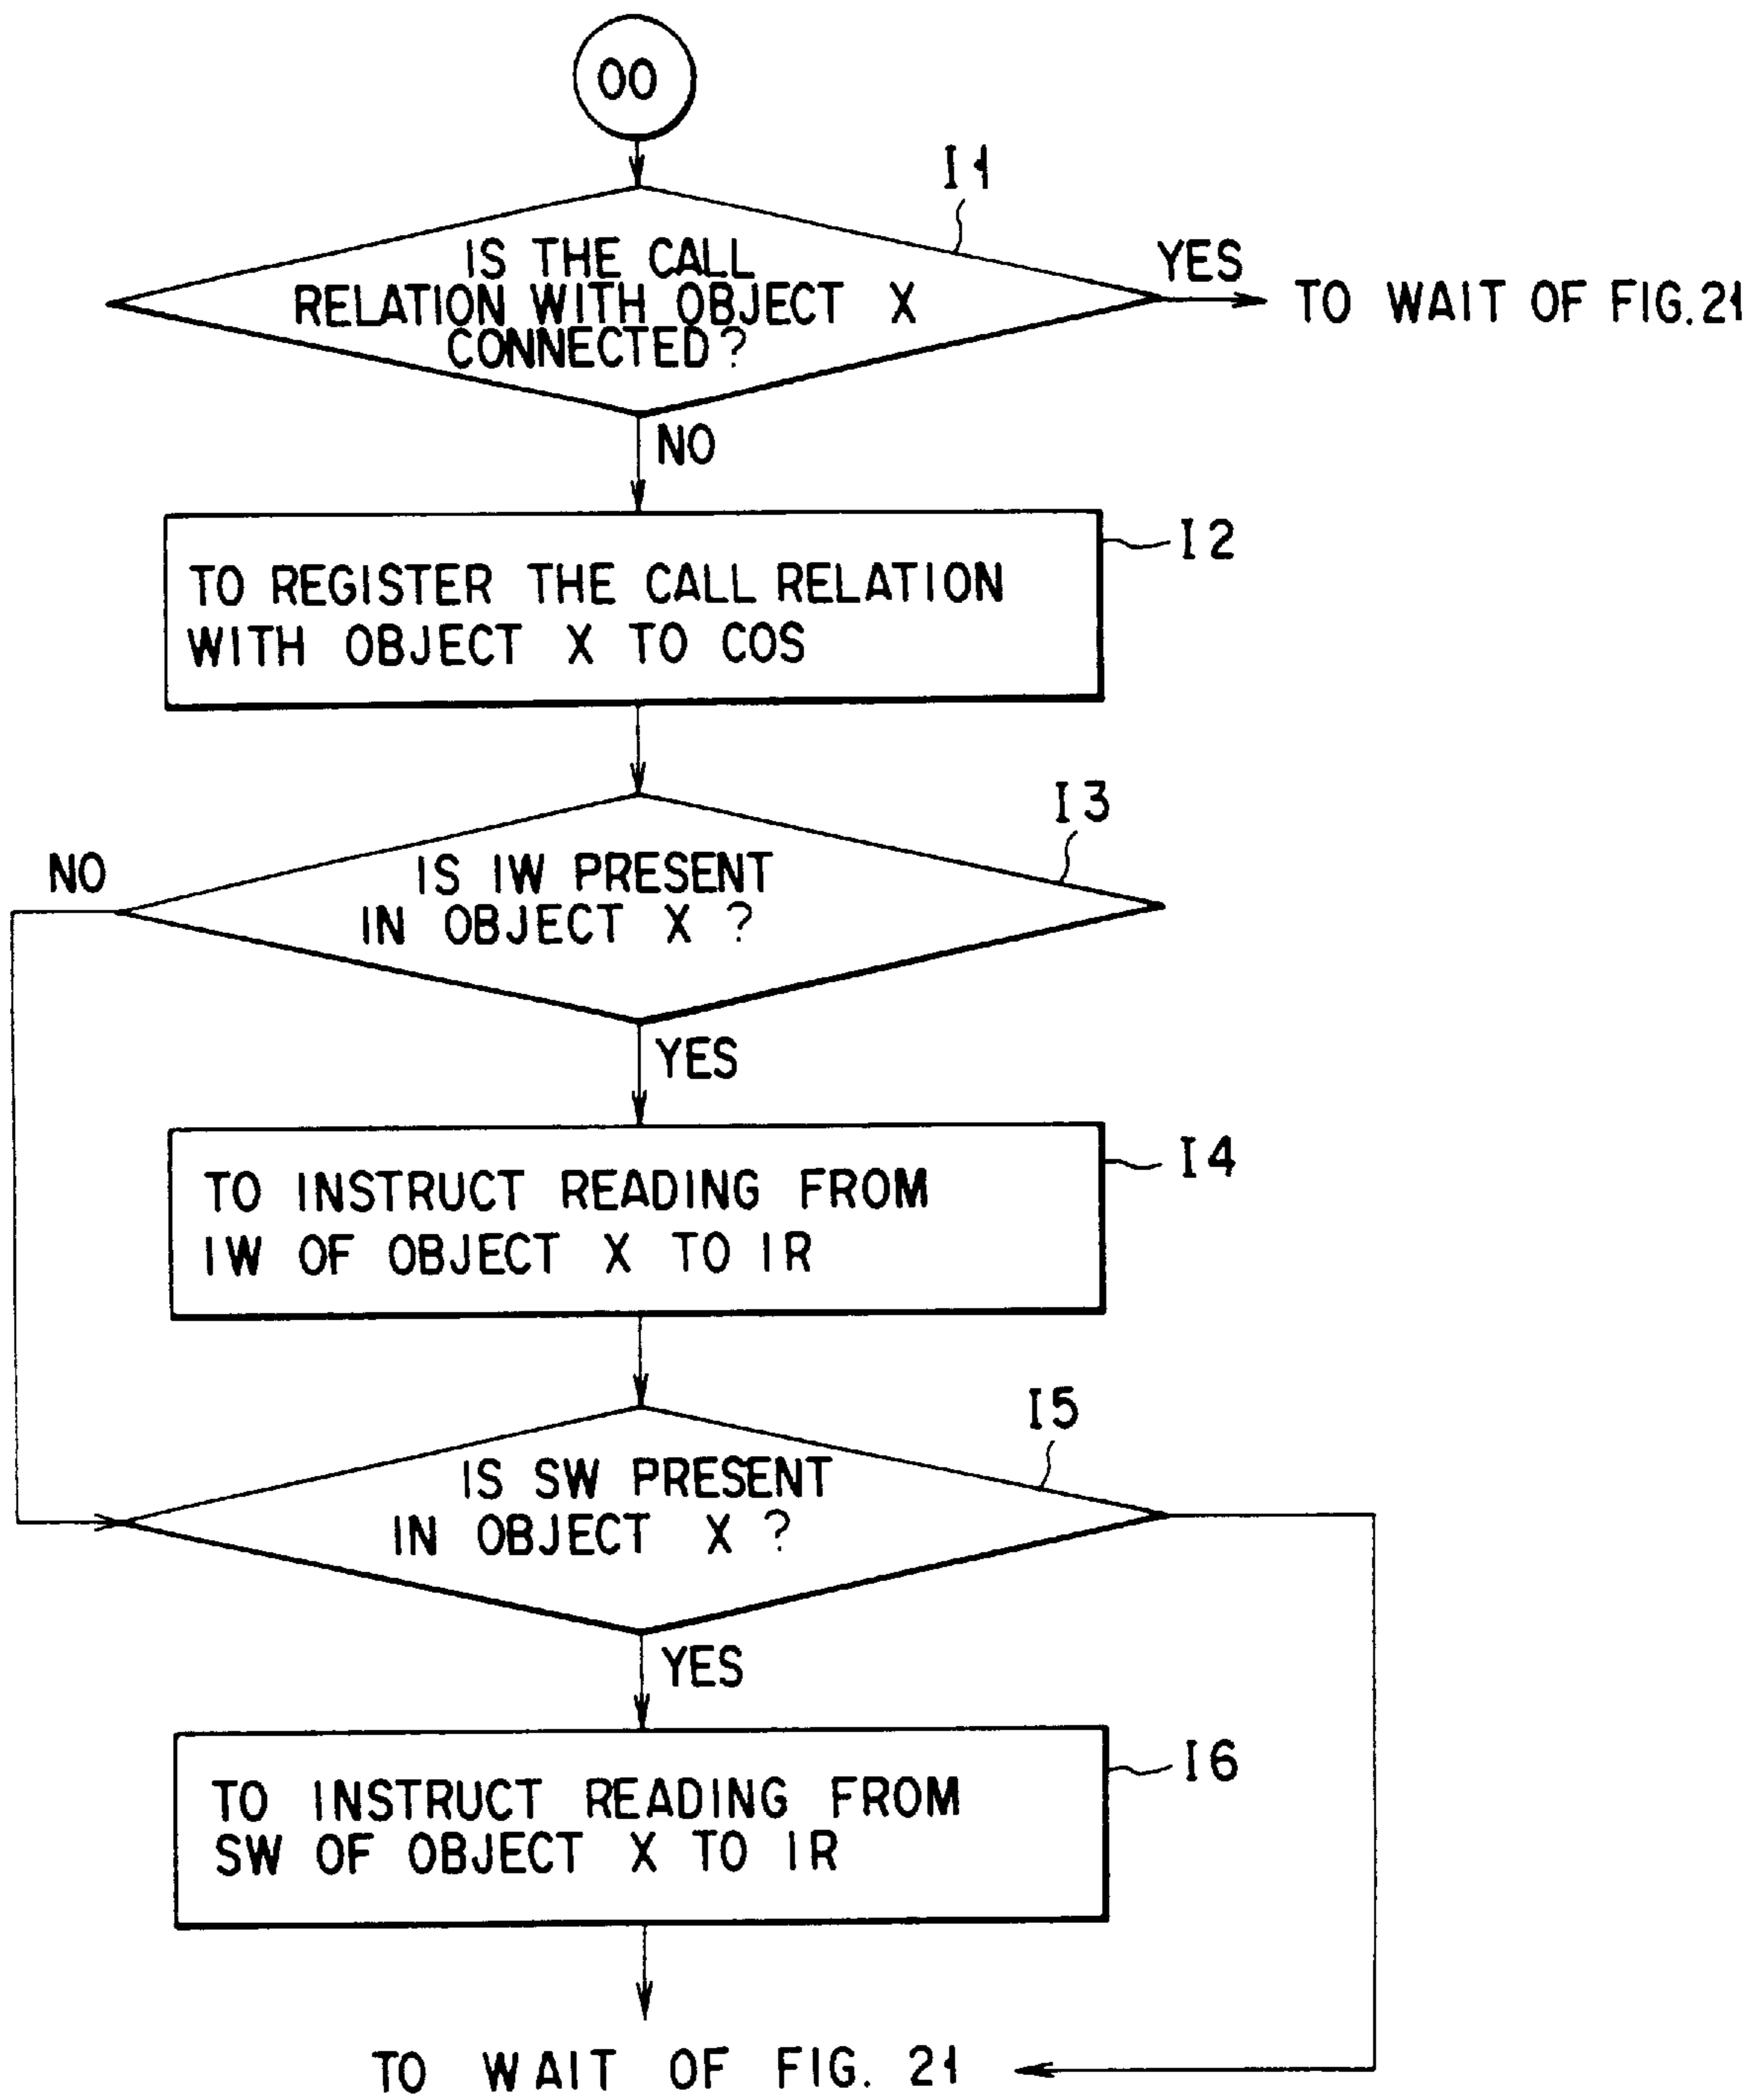 OO
I1
IS THE CALL
RELATION WITH OBJECT X
CONNECTED?
YES
TO WAIT OF FIG.21
NO
I2
TO REGISTER THE CALL RELATION
WITH OBJECT X TO COS
I3
NO
IS IW PRESENT
IN OBJECT X ?
YES
I4
TO INSTRUCT READING FROM
IW OF OBJECT X TO IR
I5
IS SW PRESENT
IN OBJECT X ?
YES
I6
TO INSTRUCT READING FROM
SW OF OBJECT X TO IR
TO WAIT OF FIG. 21